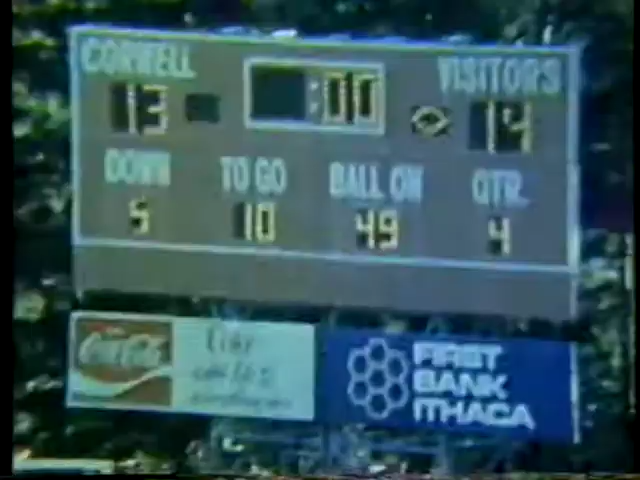 CORNELL VISITORS
13 :00 14
DOWN TO GO BALL ON QTR.
5 10 49 4
Coca-Cola Coke
FIRST
BANK
ITHACA